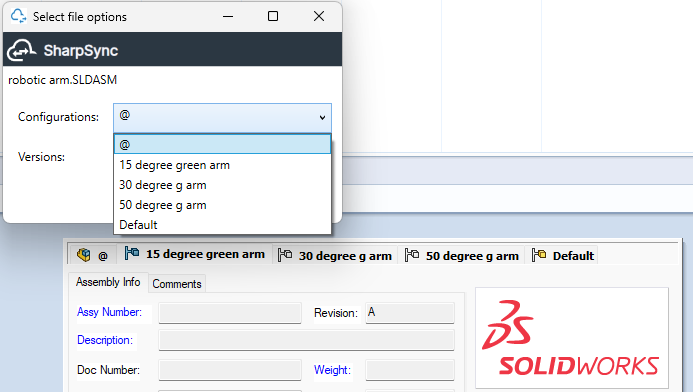 Select file options
SharpSync
robotic arm.SLDASM
Configurations: @
@
Versions:
15 degree green arm
30 degree g arm
50 degree g arm
Default
@ 15 degree green arm 30 degree g arm 50 degree g arm Default
Assembly Info Comments
Assy Number: Revision: A
Description:
Doc Number: Weight:
DS SOLIDWORKS